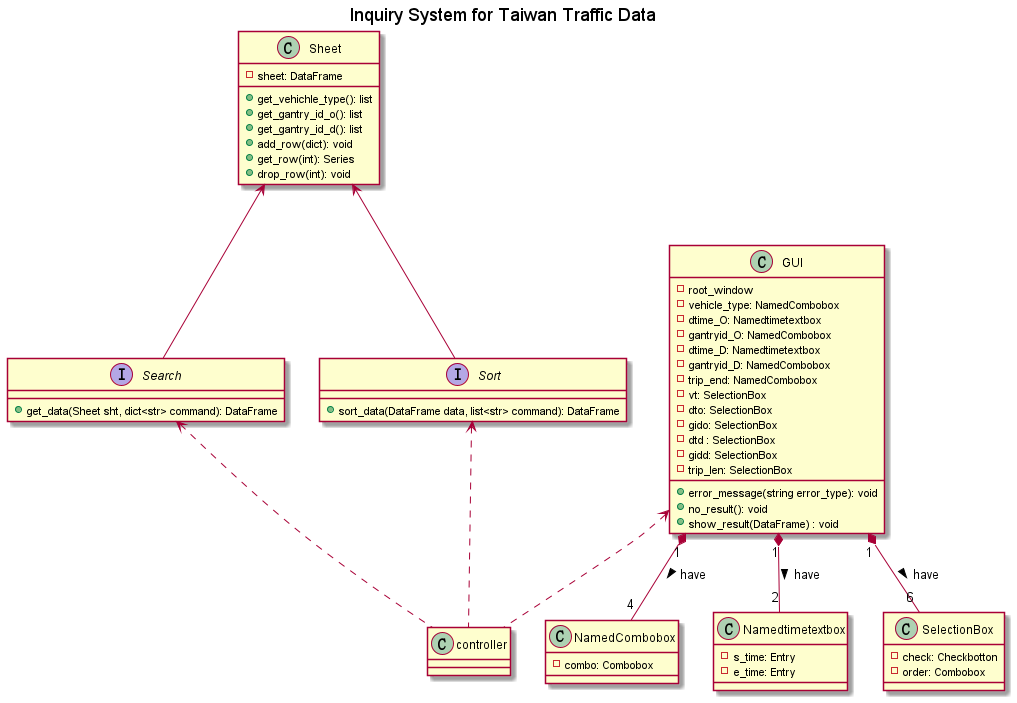 Inquiry System for Taiwan Traffic Data
C Sheet
sheet: DataFrame
get_vehichle_type(): list
get_gantry_id_o(): list
get_gantry_id_d(): list
add_row(dict): void
get_row(int): Series
drop_row(int): void
C GUI
root_window
vehicle_type: NamedCombobox
dtime_O: Namedtimetextbox
gantryid_O: NamedCombobox
dtime_D: Namedtimetextbox
gantryid_D: NamedCombobox
trip_end: NamedCombobox
vt: SelectionBox
dto: SelectionBox
gido: SelectionBox
dtd : SelectionBox
gidd: SelectionBox
trip_len: SelectionBox
error_message(string error_type): void
no_result(): void
show_result(DataFrame) : void
I Search
get_data(Sheet sht, dict<str> command): DataFrame
I Sort
sort_data(DataFrame data, list<str> command): DataFrame
1
1
1
have
have
have
4
2
6
C controller
C NamedCombobox
combo: Combobox
C Namedtimetextbox
s_time: Entry
e_time: Entry
C SelectionBox
check: Checkbotton
order: Combobox